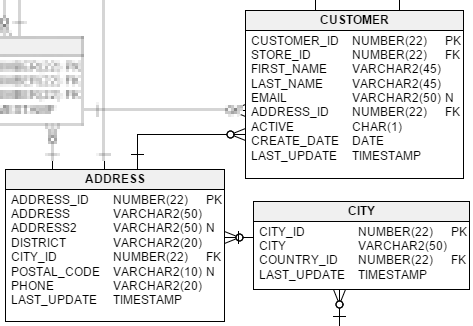 CUSTOMER
CUSTOMER_ID NUMBER(22) PK
STORE_ID NUMBER(22) FK
FIRST_NAME VARCHAR2(45)
LAST_NAME VARCHAR2(45)
EMAIL VARCHAR2(50) N
ADDRESS_ID NUMBER(22) FK
ACTIVE CHAR(1)
CREATE_DATE DATE
LAST_UPDATE TIMESTAMP
ADDRESS
ADDRESS_ID NUMBER(22) PK
ADDRESS VARCHAR2(50)
ADDRESS2 VARCHAR2(50) N
DISTRICT VARCHAR2(20)
CITY_ID NUMBER(22) FK
POSTAL_CODE VARCHAR2(10) N
PHONE VARCHAR2(20)
LAST_UPDATE TIMESTAMP
CITY
CITY_ID NUMBER(22) PK
CITY VARCHAR2(50)
COUNTRY_ID NUMBER(22) FK
LAST_UPDATE TIMESTAMP